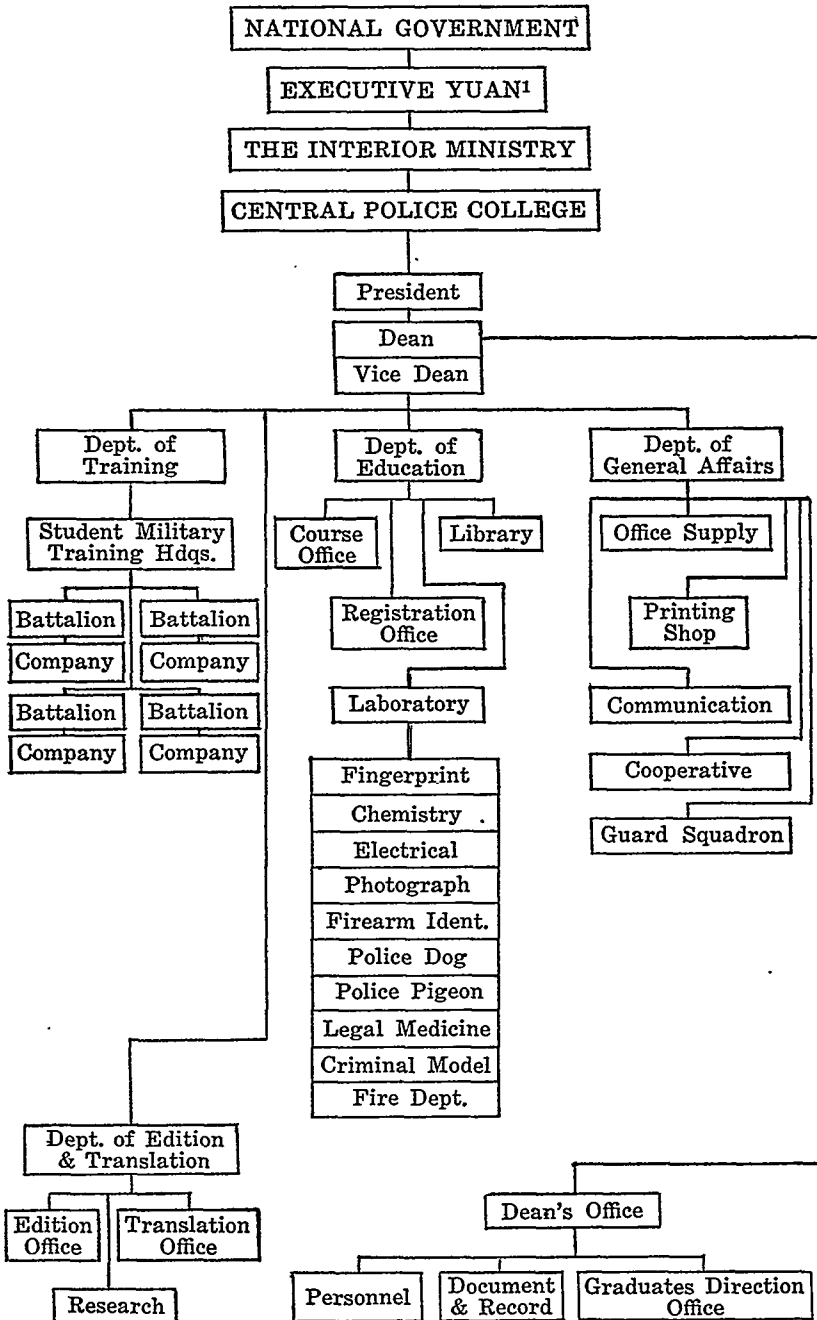 NATIONAL GOVERNMENT
EXECUTIVE YUAN¹
THE INTERIOR MINISTRY
CENTRAL POLICE COLLEGE
President
Dean
Vice Dean
Dept. of
Training
Dept. of
Education
Dept. of
General Affairs
Student Military
Training Hdqs.
Course
Office
Library
Office Supply
Battalion
Battalion
Registration
Office
Printing
Shop
Company
Company
Battalion
Battalion
Laboratory
Communication
Company
Company
Fingerprint
Cooperative
Chemistry
Guard Squadron
Electrical
Photograph
Firearm Ident.
Police Dog
Police Pigeon
Legal Medicine
Criminal Model
Fire Dept.
Dept. of Edition
& Translation
Edition
Office
Translation
Office
Research
Dean's Office
Personnel
Document
& Record
Graduates Direction
Office